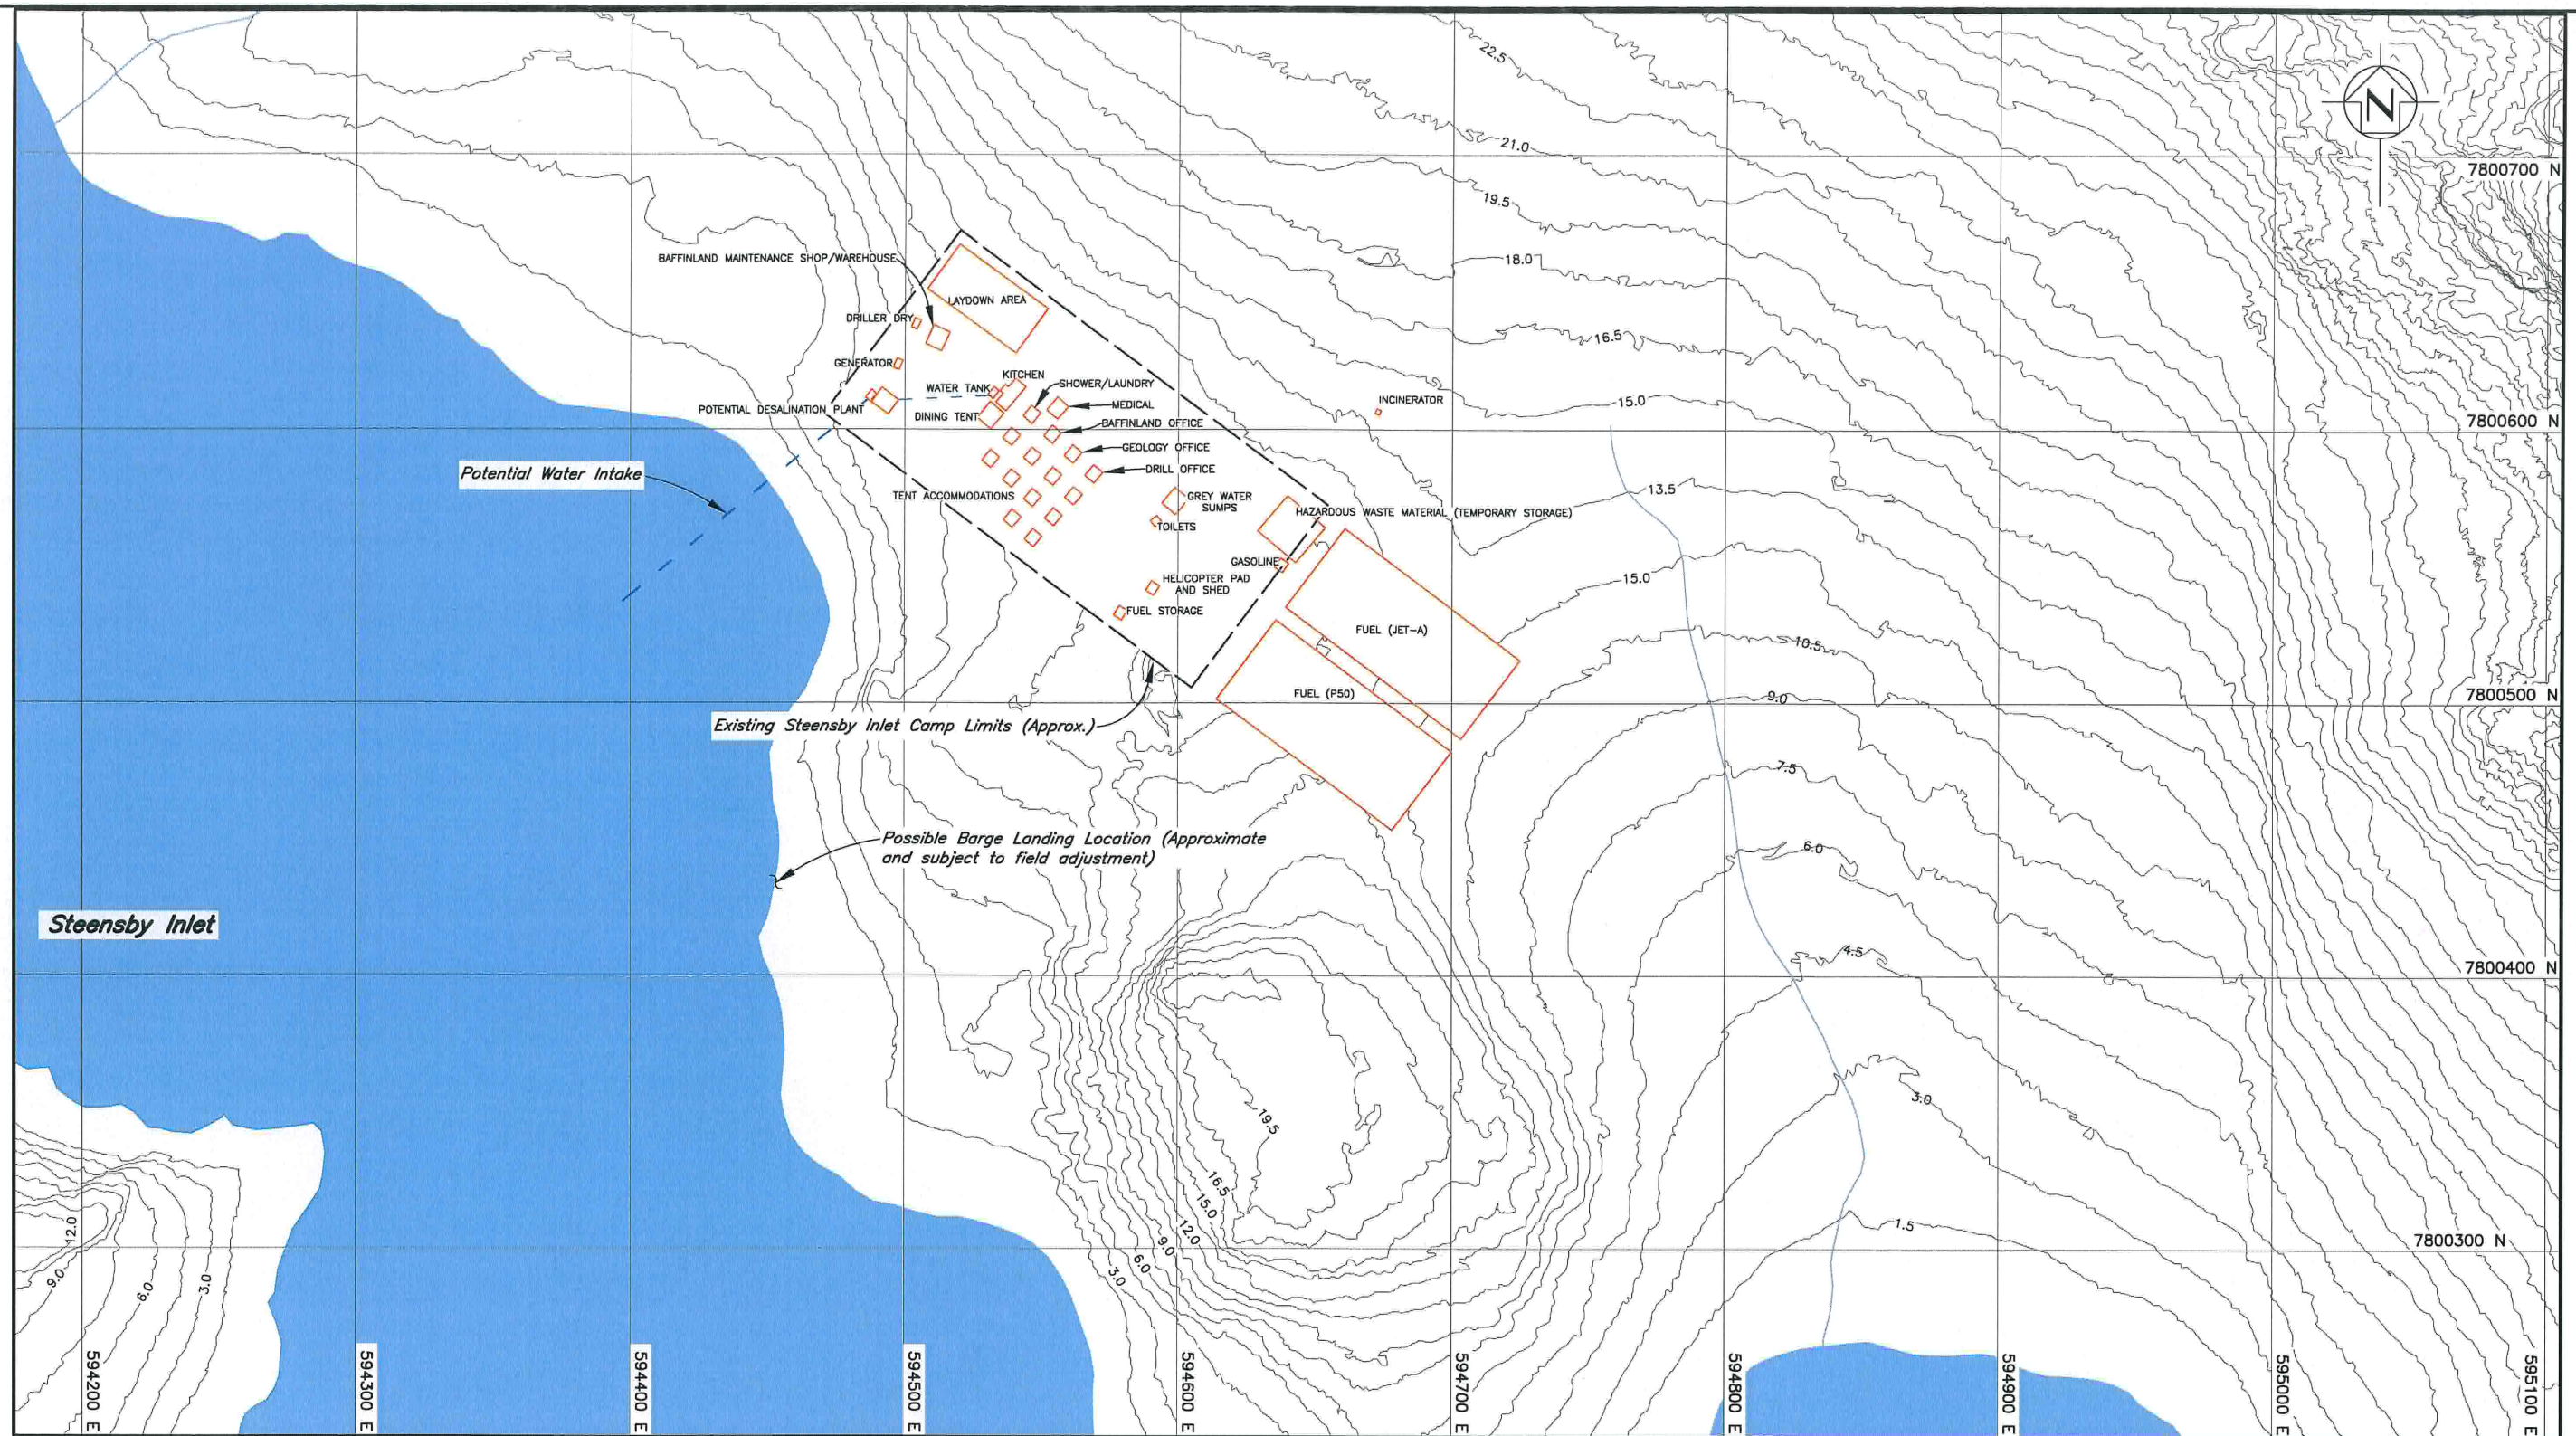 22.5
N
21.0
7800700 N
19.5
BAFFINLAND MAINTENANCE SHOP/WAREHOUSE
18.0
LAYDOWN AREA
DRILLER DRY
16.5
GENERATOR
KITCHEN
WATER TANK
SHOWER/LAUNDRY
INCINERATOR
15.0
POTENTIAL DESALINATION PLANT
MEDICAL
DINING TENT
BAFFINLAND OFFICE
7800600 N
GEOLOGY OFFICE
Potential Water Intake
DRILL OFFICE
13.5
TENT ACCOMMODATIONS
GREY WATER
SUMPS
HAZARDOUS WASTE MATERIAL (TEMPORARY STORAGE)
TOILETS
GASOLINE
15.0
HELICOPTER PAD
AND SHED
FUEL STORAGE
FUEL (JET-A)
10.5
FUEL (P50)
9.0
7800500 N
Existing Steensby Inlet Camp Limits (Approx.)
7.5
Possible Barge Landing Location (Approximate
and subject to field adjustment)
6.0
Steensby Inlet
4.5
7800400 N
3.0
19.5
16.5
15.0
12.0
9.0
6.0
3.0
1.5
7800300 N
12.0
9.0
6.0
3.0
594200 E
594300 E
594400 E
594500 E
594600 E
594700 E
594800 E
594900 E
595000 E
595100 E